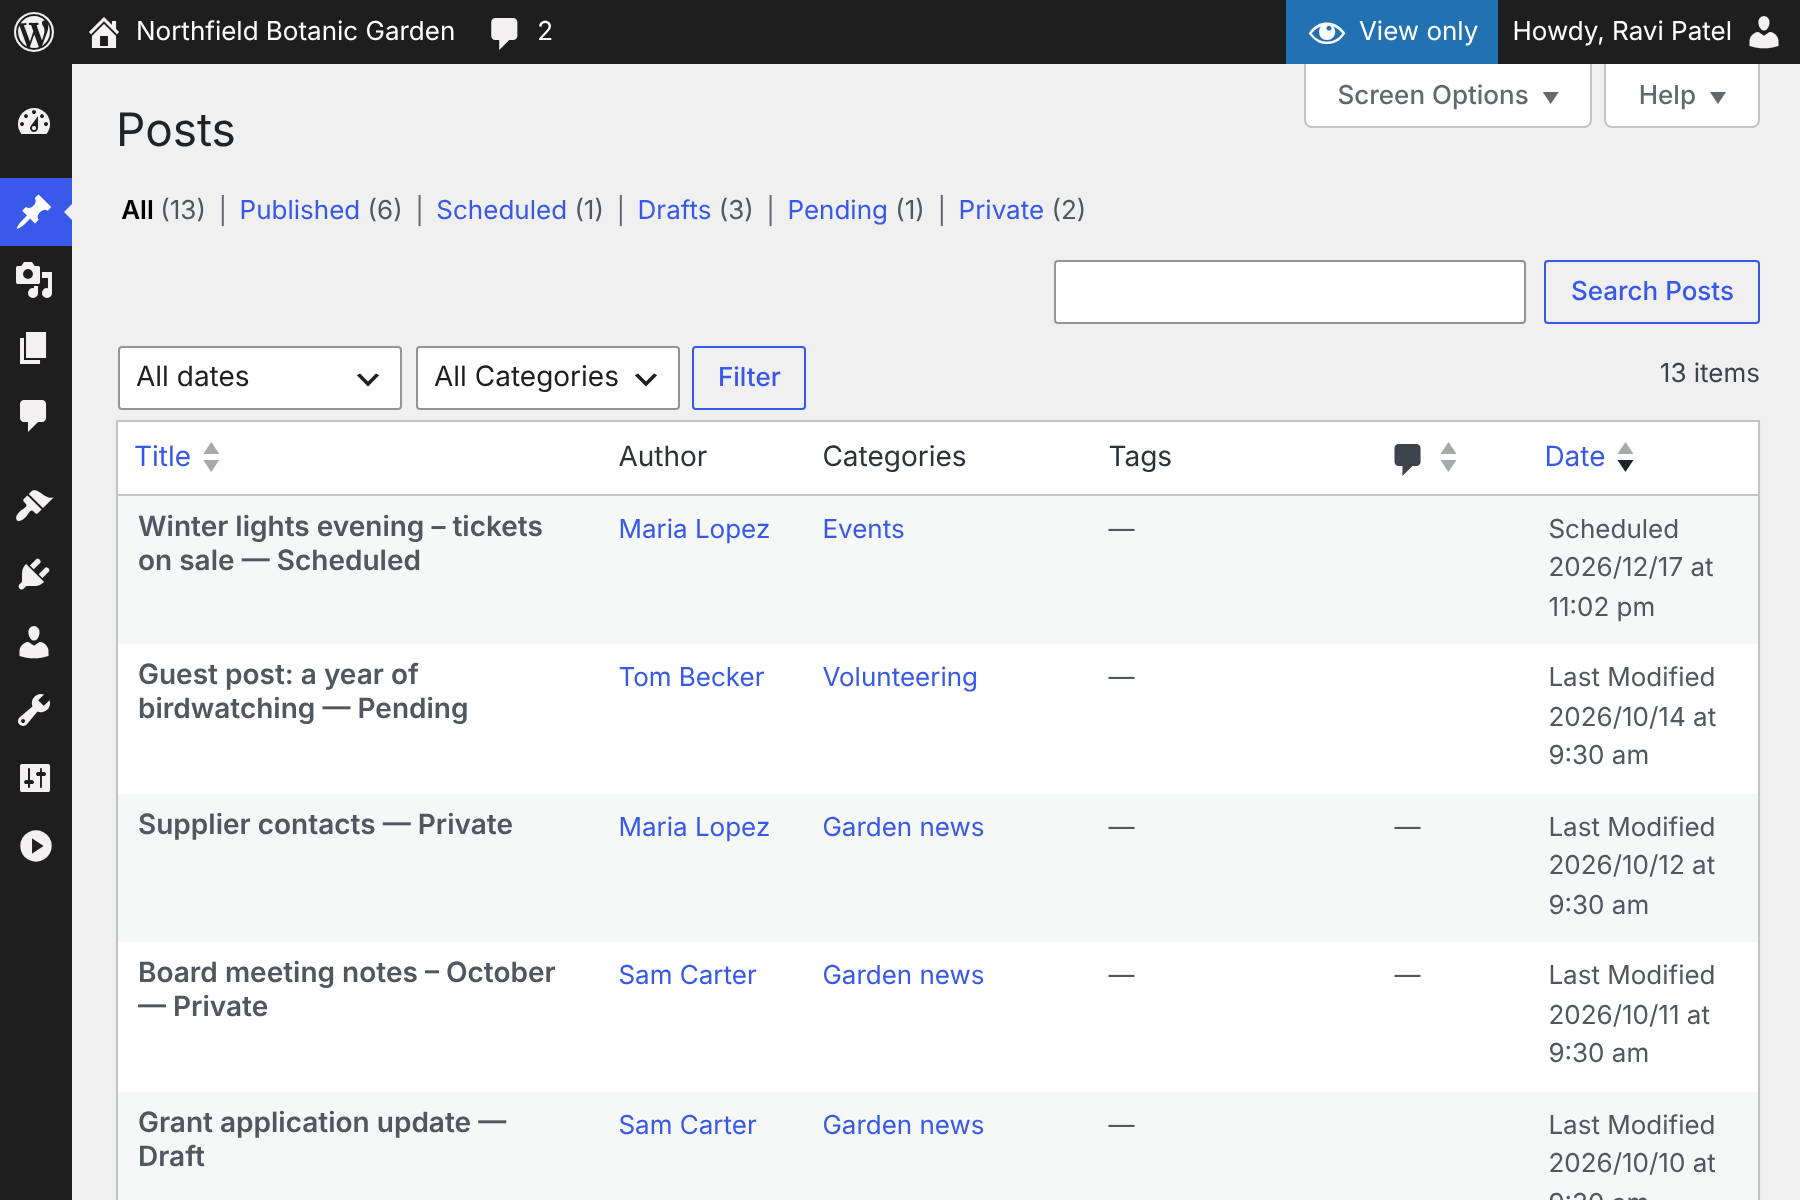 Northfield Botanic Garden 2 View only Howdy, Ravi Patel
Screen Options Help
Posts
All (13) | Published (6) | Scheduled (1) | Drafts (3) | Pending (1) | Private (2)
Search Posts
All dates All Categories Filter 13 items
Title Author Categories Tags Date
Winter lights evening – tickets
on sale — Scheduled
Maria Lopez
Events
—
Scheduled
2026/12/17 at
11:02 pm
Guest post: a year of
birdwatching — Pending
Tom Becker
Volunteering
—
Last Modified
2026/10/14 at
9:30 am
Supplier contacts — Private
Maria Lopez
Garden news
—
—
Last Modified
2026/10/12 at
9:30 am
Board meeting notes – October
— Private
Sam Carter
Garden news
—
—
Last Modified
2026/10/11 at
9:30 am
Grant application update —
Draft
Sam Carter
Garden news
—
Last Modified
2026/10/10 at